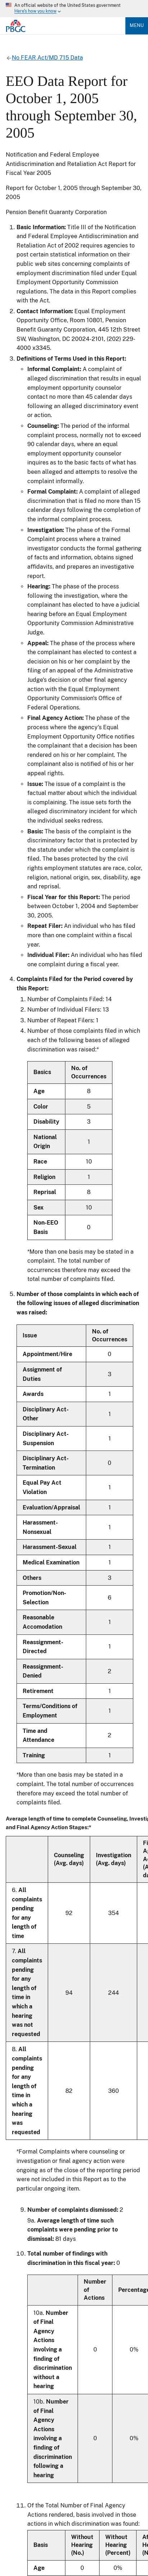 An official website of the United States government
Here's how you know
PBGC
MENU
No FEAR Act/MD 715 Data
EEO Data Report for
October 1, 2005
through September 30,
2005
Notification and Federal Employee
Antidiscrimination and Retaliation Act Report for
Fiscal Year 2005
Report for October 1, 2005 through September 30,
2005
Pension Benefit Guaranty Corporation
1. Basic Information: Title III of the Notification
and Federal Employee Antidiscrimination and
Retaliation Act of 2002 requires agencies to
post certain statistical information on their
public web sites concerning complaints of
employment discrimination filed under Equal
Employment Opportunity Commission
regulations. The data in this Report complies
with the Act.
2. Contact Information: Equal Employment
Opportunity Office, Room 10801, Pension
Benefit Guaranty Corporation, 445 12th Street
SW, Washington, DC 20024-2101, (202) 229-
4000 x3345.
3. Definitions of Terms Used in this Report:
Informal Complaint: A complaint of alleged
discrimination that results in equal
employment opportunity counselor
contact no more than 45 calendar days
following an alleged discriminatory event
or action.
Counseling: The period of the informal
complaint process, normally not to exceed
90 calendar days, where an equal
employment opportunity counselor
inquires into the basic facts of what has
been alleged and attempts to resolve the
complaint informally.
Formal Complaint: A complaint of alleged
discrimination that is filed no more than 15
calendar days following the completion of
the informal complaint process.
Investigation: The phase of the Formal
Complaint process where a trained
investigator conducts the formal gathering
of facts and information, obtains signed
affidavits, and prepares an investigative
report.
Hearing: The phase of the process
following the investigation, where the
complainant has elected to have a judicial
hearing before an Equal Employment
Opportunity Commission Administrative
Judge.
Appeal: The phase of the process where
the complainant has elected to contest a
decision on his or her complaint by the
filing of an appeal of the Administrative
Judge's decision or other final agency
action with the Equal Employment
Opportunity Commission's Office of
Federal Operations.
Final Agency Action: The phase of the
process where the agency's Equal
Employment Opportunity Office notifies
the complainant that a decision has been
rendered on his or her complaint. The
complainant also is notified of his or her
appeal rights.
Issue: The issue of a complaint is the
factual matter about which the individual
is complaining. The issue sets forth the
alleged discriminatory incident for which
the individual seeks redress.
Basis: The basis of the complaint is the
discriminatory factor that is protected by
the statute under which the complaint is
filed. The bases protected by the civil
rights employment statutes are race, color,
religion, national origin, sex, disability, age
and reprisal.
Fiscal Year for this Report: The period
between October 1, 2004 and September
30, 2005.
Repeat Filer: An individual who has filed
more than one complaint within a fiscal
year.
Individual Filer: An individual who has filed
one complaint during a fiscal year.
4. Complaints Filed for the Period covered by
this Report:
1. Number of Complaints Filed: 14
2. Number of Individual Filers: 13
3. Number of Repeat Filers: 1
4. Number of those complaints filed in which
each of the following bases of alleged
discrimination was raised:*
Basics No. of Occurrences
Age 8
Color 5
Disability 3
National Origin 1
Race 10
Religion 1
Reprisal 8
Sex 10
Non-EEO Basis 0
*More than one basis may be stated in a
complaint. The total number of
occurrences therefore may exceed the
total number of complaints filed.
5. Number of those complaints in which each of
the following issues of alleged discrimination
was raised:
Issue No. of Occurrences
Appointment/Hire 0
Assignment of Duties 3
Awards 1
Disciplinary Act-Other 1
Disciplinary Act-Suspension 1
Disciplinary Act-Termination 0
Equal Pay Act Violation 1
Evaluation/Appraisal 1
Harassment-Nonsexual 1
Harassment-Sexual 1
Medical Examination 1
Others 3
Promotion/Non-Selection 6
Reasonable Accomodation 1
Reassignment-Directed 1
Reassignment-Denied 2
Retirement 1
Terms/Conditions of Employment 1
Time and Attendance 2
Training 1
*More than one basis may be stated in a
complaint. The total number of occurrences
therefore may exceed the total number of
complaints filed.
Average length of time to complete Counseling,
and Final Agency Action Stages:*
Counseling (Avg. days) Investigation (Avg. days)
6. All complaints pending for any length of time 92 354
7. All complaints pending for any length of time in which a hearing was not requested 94 244
8. All complaints pending for any length of time in which a hearing was requested 82 360
*Formal Complaints where counseling or
investigation or final agency action were
ongoing as of the close of the reporting period
were not included in this Report as to the
particular ongoing item.
9. Number of complaints dismissed: 2
9a. Average length of time such
complaints were pending prior to
dismissal: 81 days
10. Total number of findings with
discrimination in this fiscal year: 0
Number of Actions Percentage
10a. Number of Final Agency Actions involving a finding of discrimination without a hearing 0 0%
10b. Number of Final Agency Actions involving a finding of discrimination following a hearing 0 0%
11. Of the Total Number of Final Agency
Actions rendered, basis involved in those
actions in which discrimination was found:
Basis Without Hearing (No.) Without Hearing (Percent)
Age 0 0%